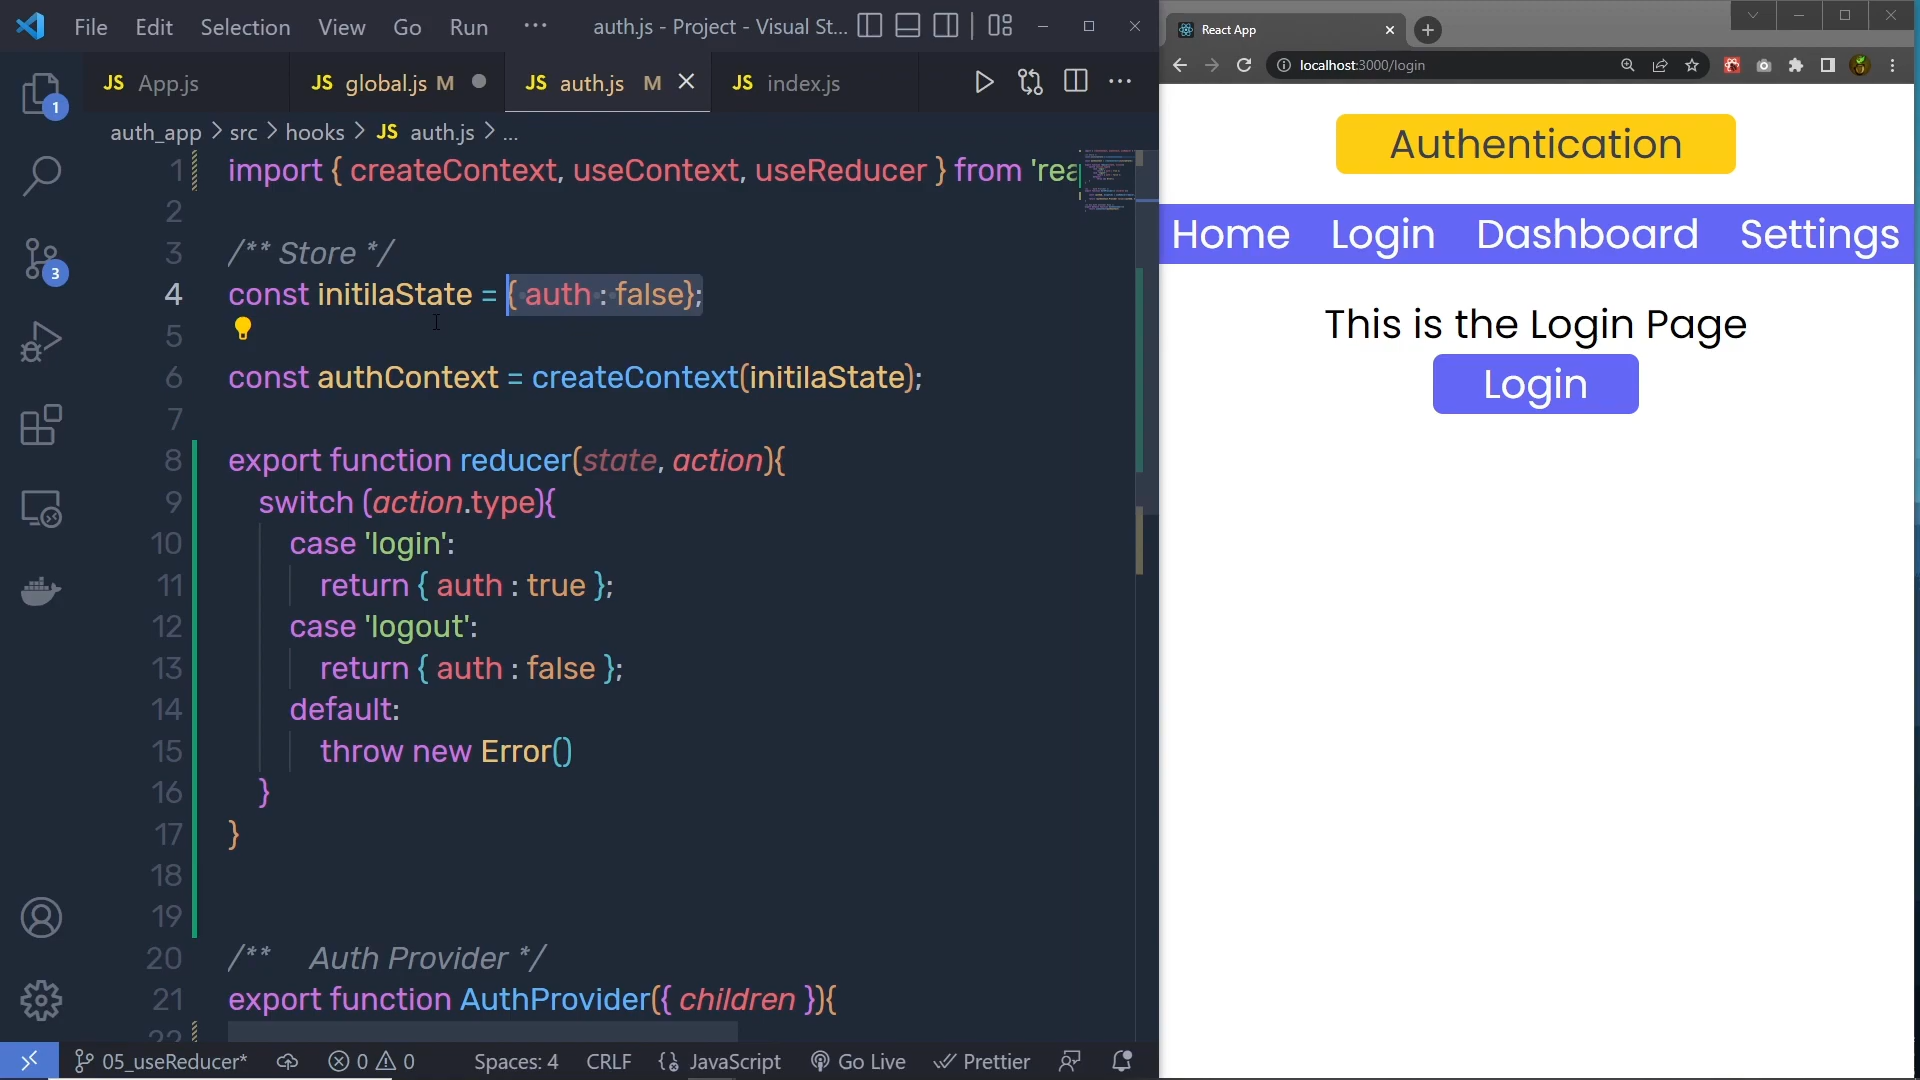 File Edit Selection View Go Run ··· auth.js - Project - Visual St...
JS App.js JS global.js M JS auth.js M JS index.js
auth_app > src > hooks > JS auth.js > ...
1 import { createContext, useContext, useReducer } from 'rea
2
3 /** Store */
4 const initilaState = { auth : false};
5
6 const authContext = createContext(initilaState);
7
8 export function reducer(state, action){
9 switch (action.type){
10 case 'login':
11 return { auth : true };
12 case 'logout':
13 return { auth : false };
14 default:
15 throw new Error()
16 }
17 }
18
19
20 /** Auth Provider */
21 export function AuthProvider({ children }){
22
1
3
05_useReducer* 0 0 Spaces: 4 CRLF {} JavaScript Go Live Prettier
React App
localhost:3000/login
Authentication
Home Login Dashboard Settings
This is the Login Page
Login